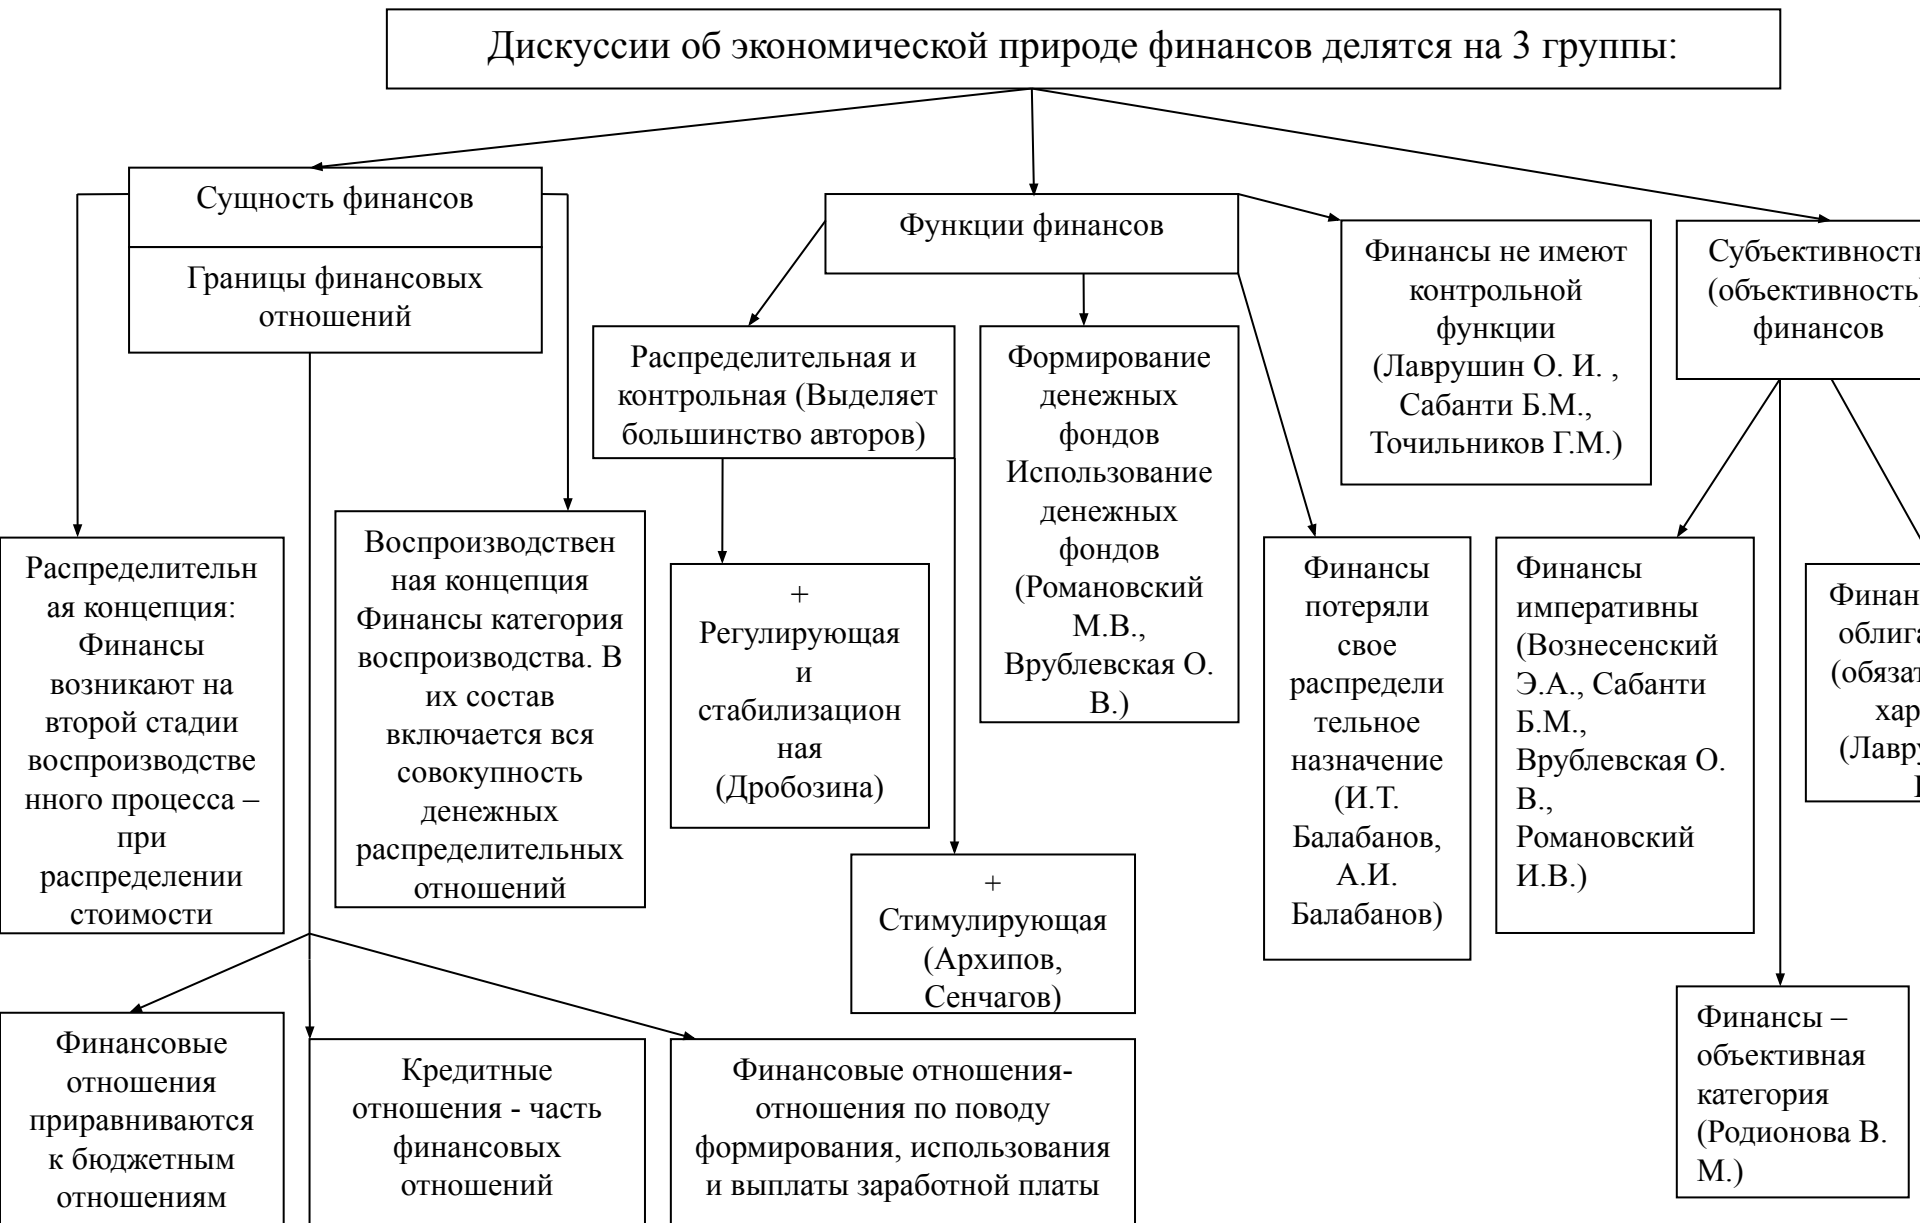 Дискуссии об экономической природе финансов делятся на 3 группы:
Сущность финансов
Границы финансовых
отношений
Функции финансов
Финансы не имеют
контрольной
функции
(Лаврушин О. И. ,
Сабанти Б.М.,
Точильников Г.М.)
Субъективность
(объективность)
финансов
Распределительная и
контрольная (Выделяет
большинство авторов)
Формирование
денежных
фондов
Использование
денежных
фондов
(Романовский
М.В.,
Врублевская О.
В.)
Распределительн
ая концепция:
Финансы
возникают на
второй стадии
воспроизводстве
нного процесса –
при
распределении
стоимости
Воспроизводствен
ная концепция
Финансы категория
воспроизводства. В
их состав
включается вся
совокупность
денежных
распределительных
отношений
+
Регулирующая
и
стабилизацион
ная
(Дробозина)
+
Стимулирующая
(Архипов,
Сенчагов)
Финансы
потеряли
свое
распредели
тельное
назначение
(И.Т.
Балабанов,
А.И.
Балабанов)
Финансы
императивны
(Вознесенский
Э.А., Сабанти
Б.М.,
Врублевская О.
В.,
Романовский
И.В.)
Финансы –
объективная
категория
(Родионова В.
М.)
Финансовые
отношения
приравниваются
к бюджетным
отношениям
Кредитные
отношения - часть
финансовых
отношений
Финансовые отношения-
отношения по поводу
формирования, использования
и выплаты заработной платы